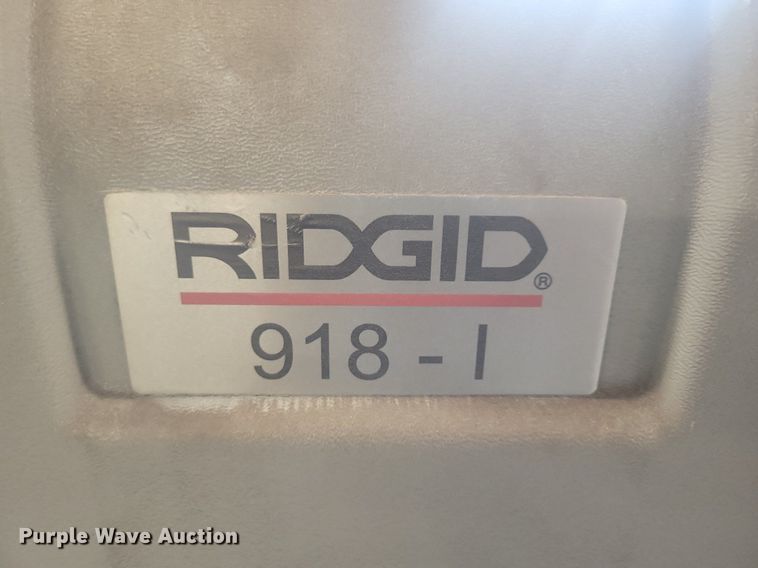 RIDGID®
918 - I
Purple Wave Auction